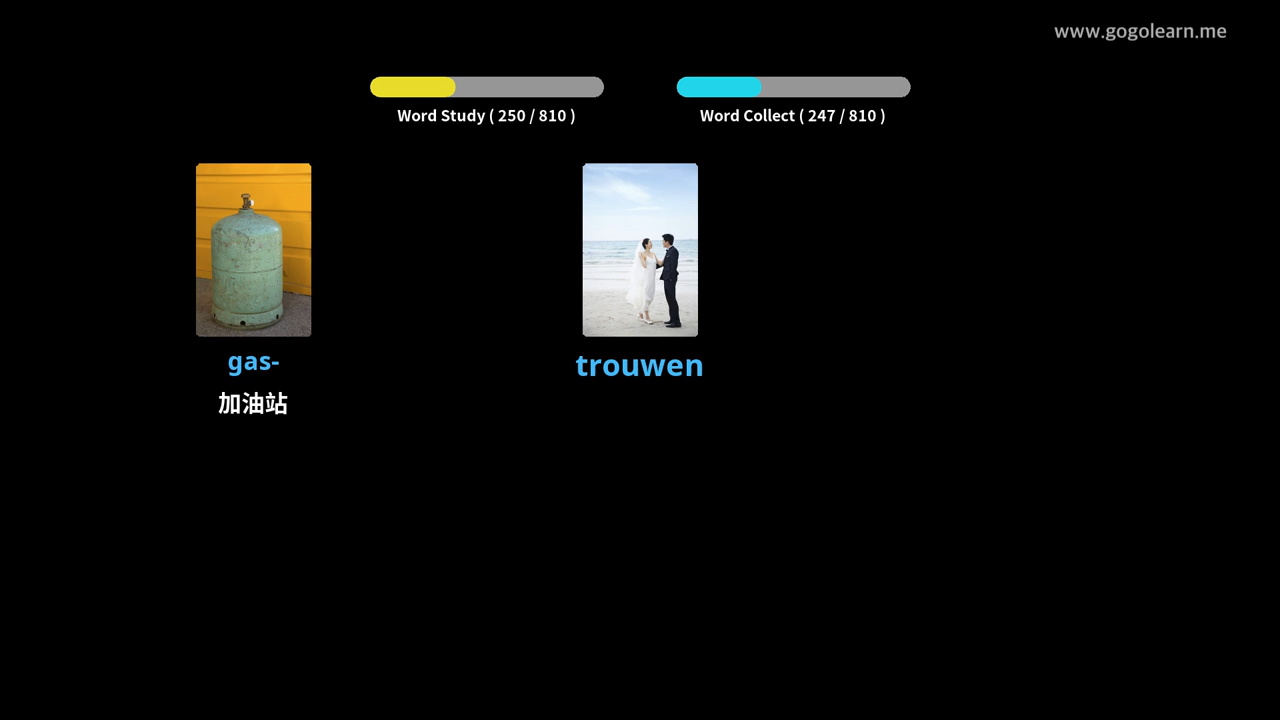 www.gogolearn.me
Word Study ( 250 / 810 )
Word Collect ( 247 / 810 )
gas-
加油站
trouwen